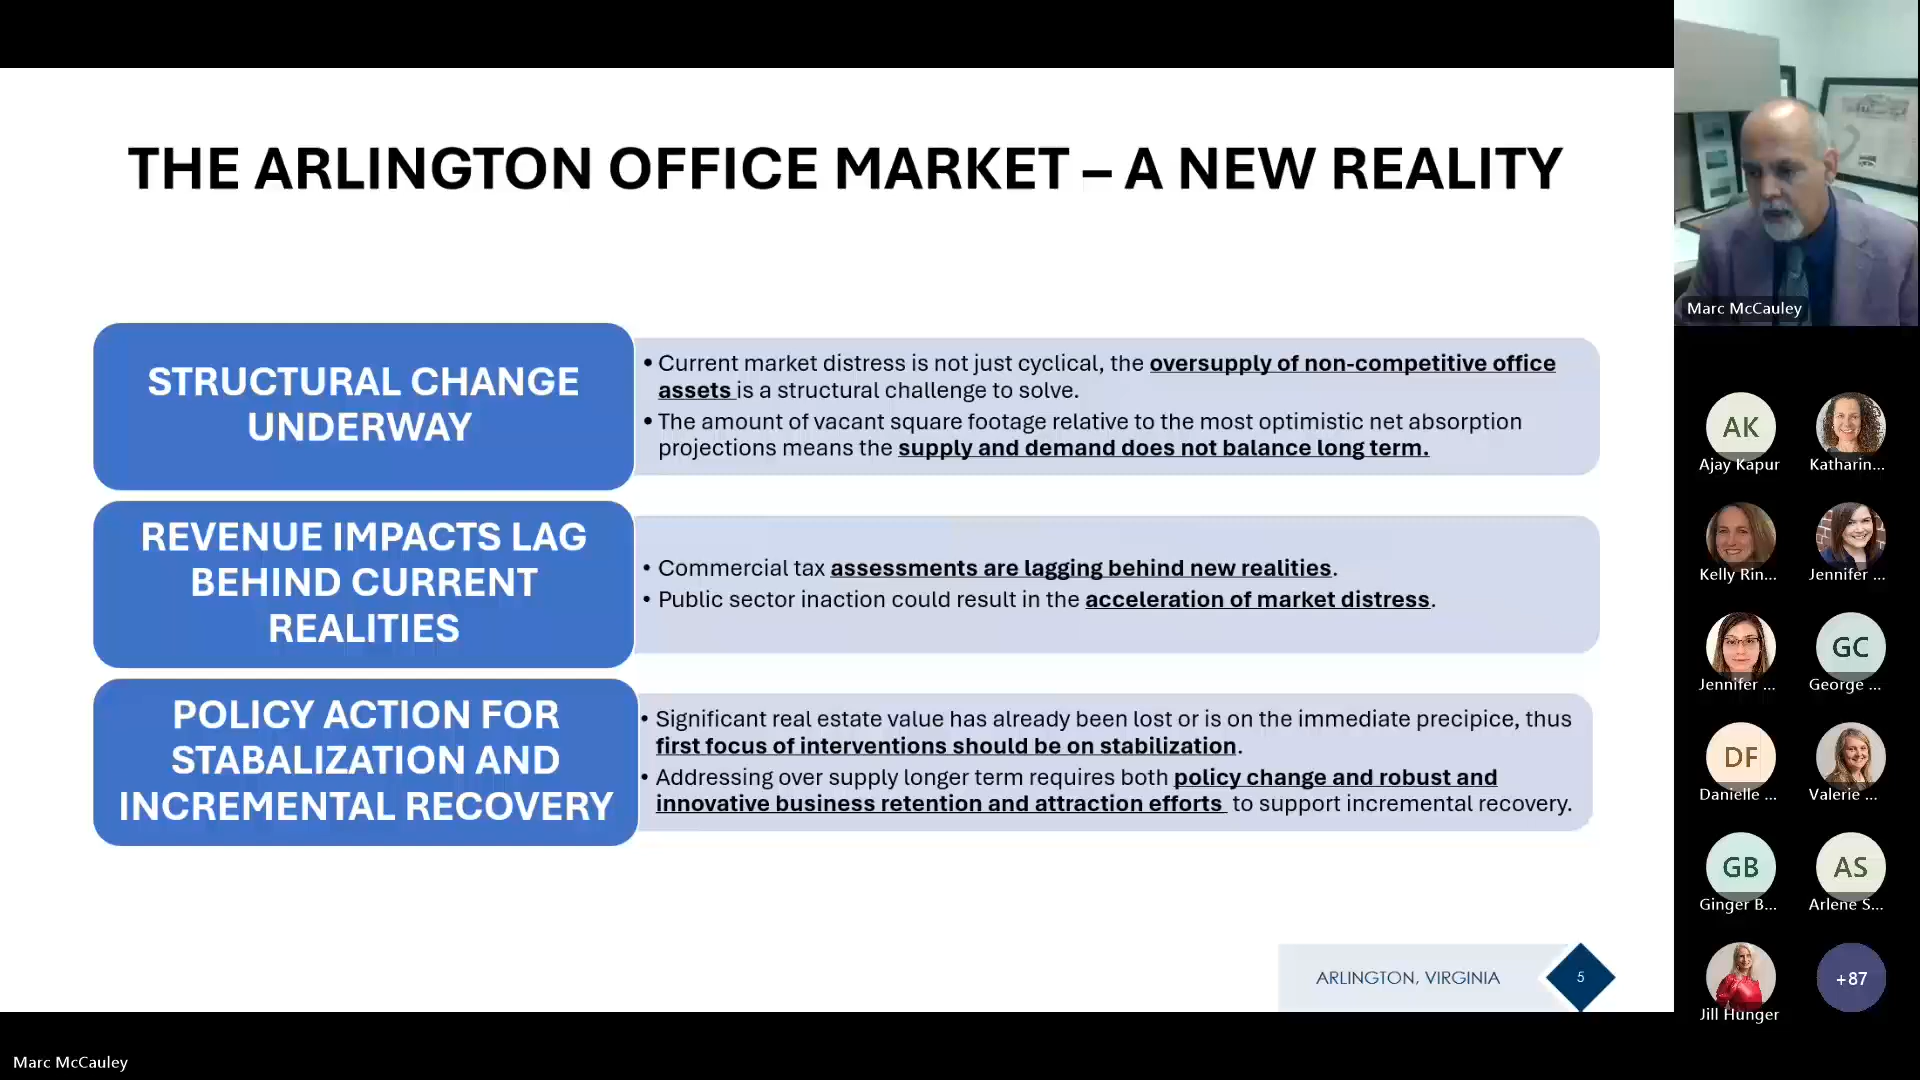 THE ARLINGTON OFFICE MARKET – A NEW REALITY
STRUCTURAL CHANGE
UNDERWAY
• Current market distress is not just cyclical, the oversupply of non-competitive office
assets is a structural challenge to solve.
• The amount of vacant square footage relative to the most optimistic net absorption
projections means the supply and demand does not balance long term.
REVENUE IMPACTS LAG
BEHIND CURRENT
REALITIES
• Commercial tax assessments are lagging behind new realities.
• Public sector inaction could result in the acceleration of market distress.
POLICY ACTION FOR
STABALIZATION AND
INCREMENTAL RECOVERY
• Significant real estate value has already been lost or is on the immediate precipice, thus
first focus of interventions should be on stabilization.
• Addressing over supply longer term requires both policy change and robust and
innovative business retention and attraction efforts to support incremental recovery.
ARLINGTON, VIRGINIA
5
Marc McCauley
AK
Ajay Kapur
Katharin...
Kelly Rin...
Jennifer ...
Jennifer ...
GC
George ...
DF
Danielle ...
Valerie ...
GB
Ginger B...
AS
Arlene S...
Jill Hunger
+87
Marc McCauley